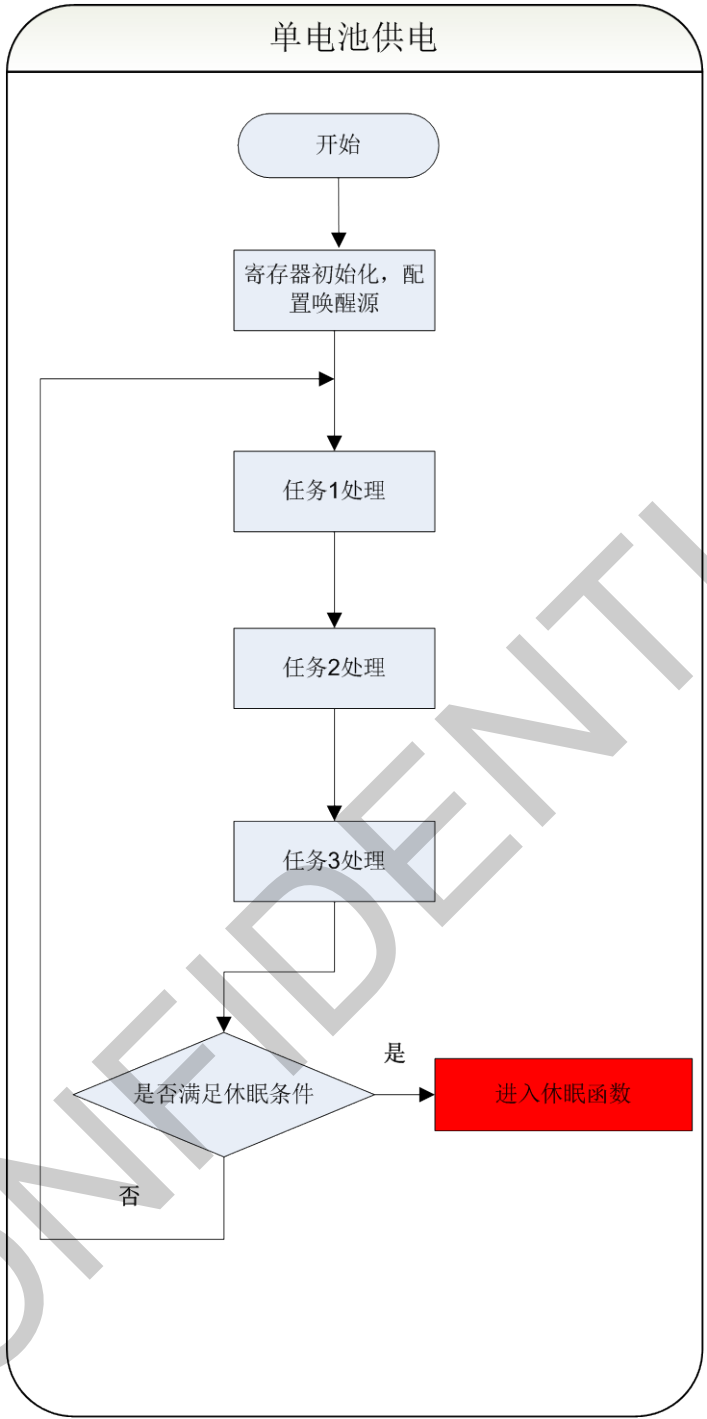 单电池供电
开始
寄存器初始化，配
置唤醒源
任务1处理
任务2处理
任务3处理
是否满足休眠条件
是
进入休眠函数
否
ONFIDENTI